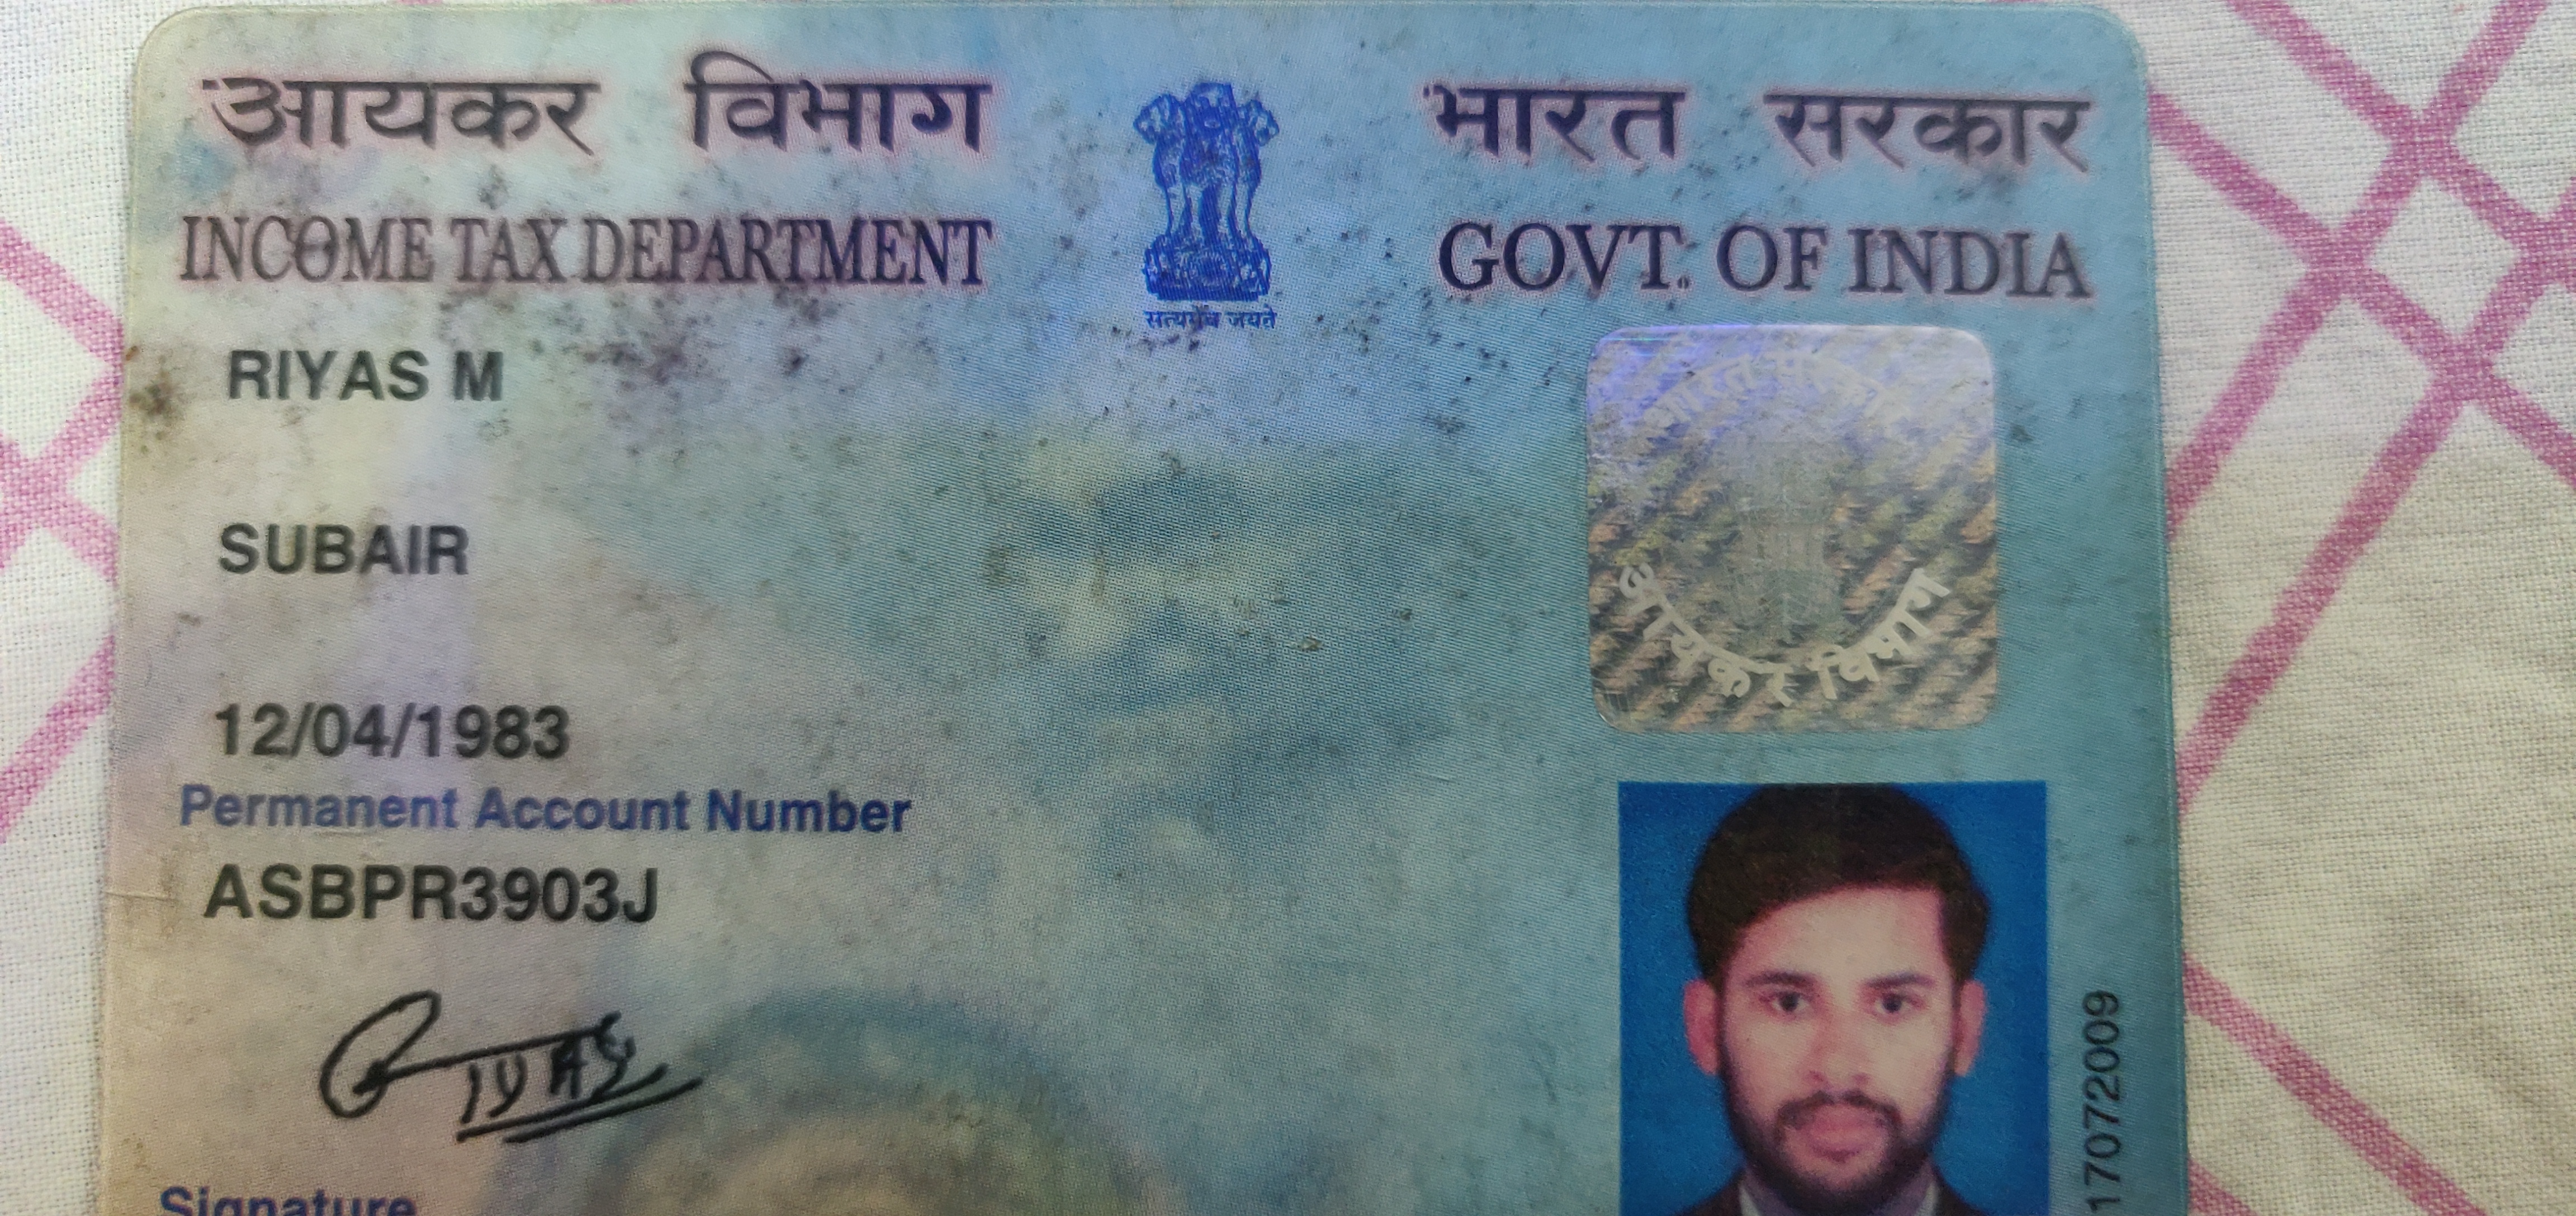 आयकर विभाग
INCOME TAX DEPARTMENT
सत्यमेव जयते
भारत सरकार
GOVT. OF INDIA
RIYAS M
SUBAIR
12/04/1983
Permanent Account Number
ASBPR3903J
Signature
आयकर विभाग
17072009